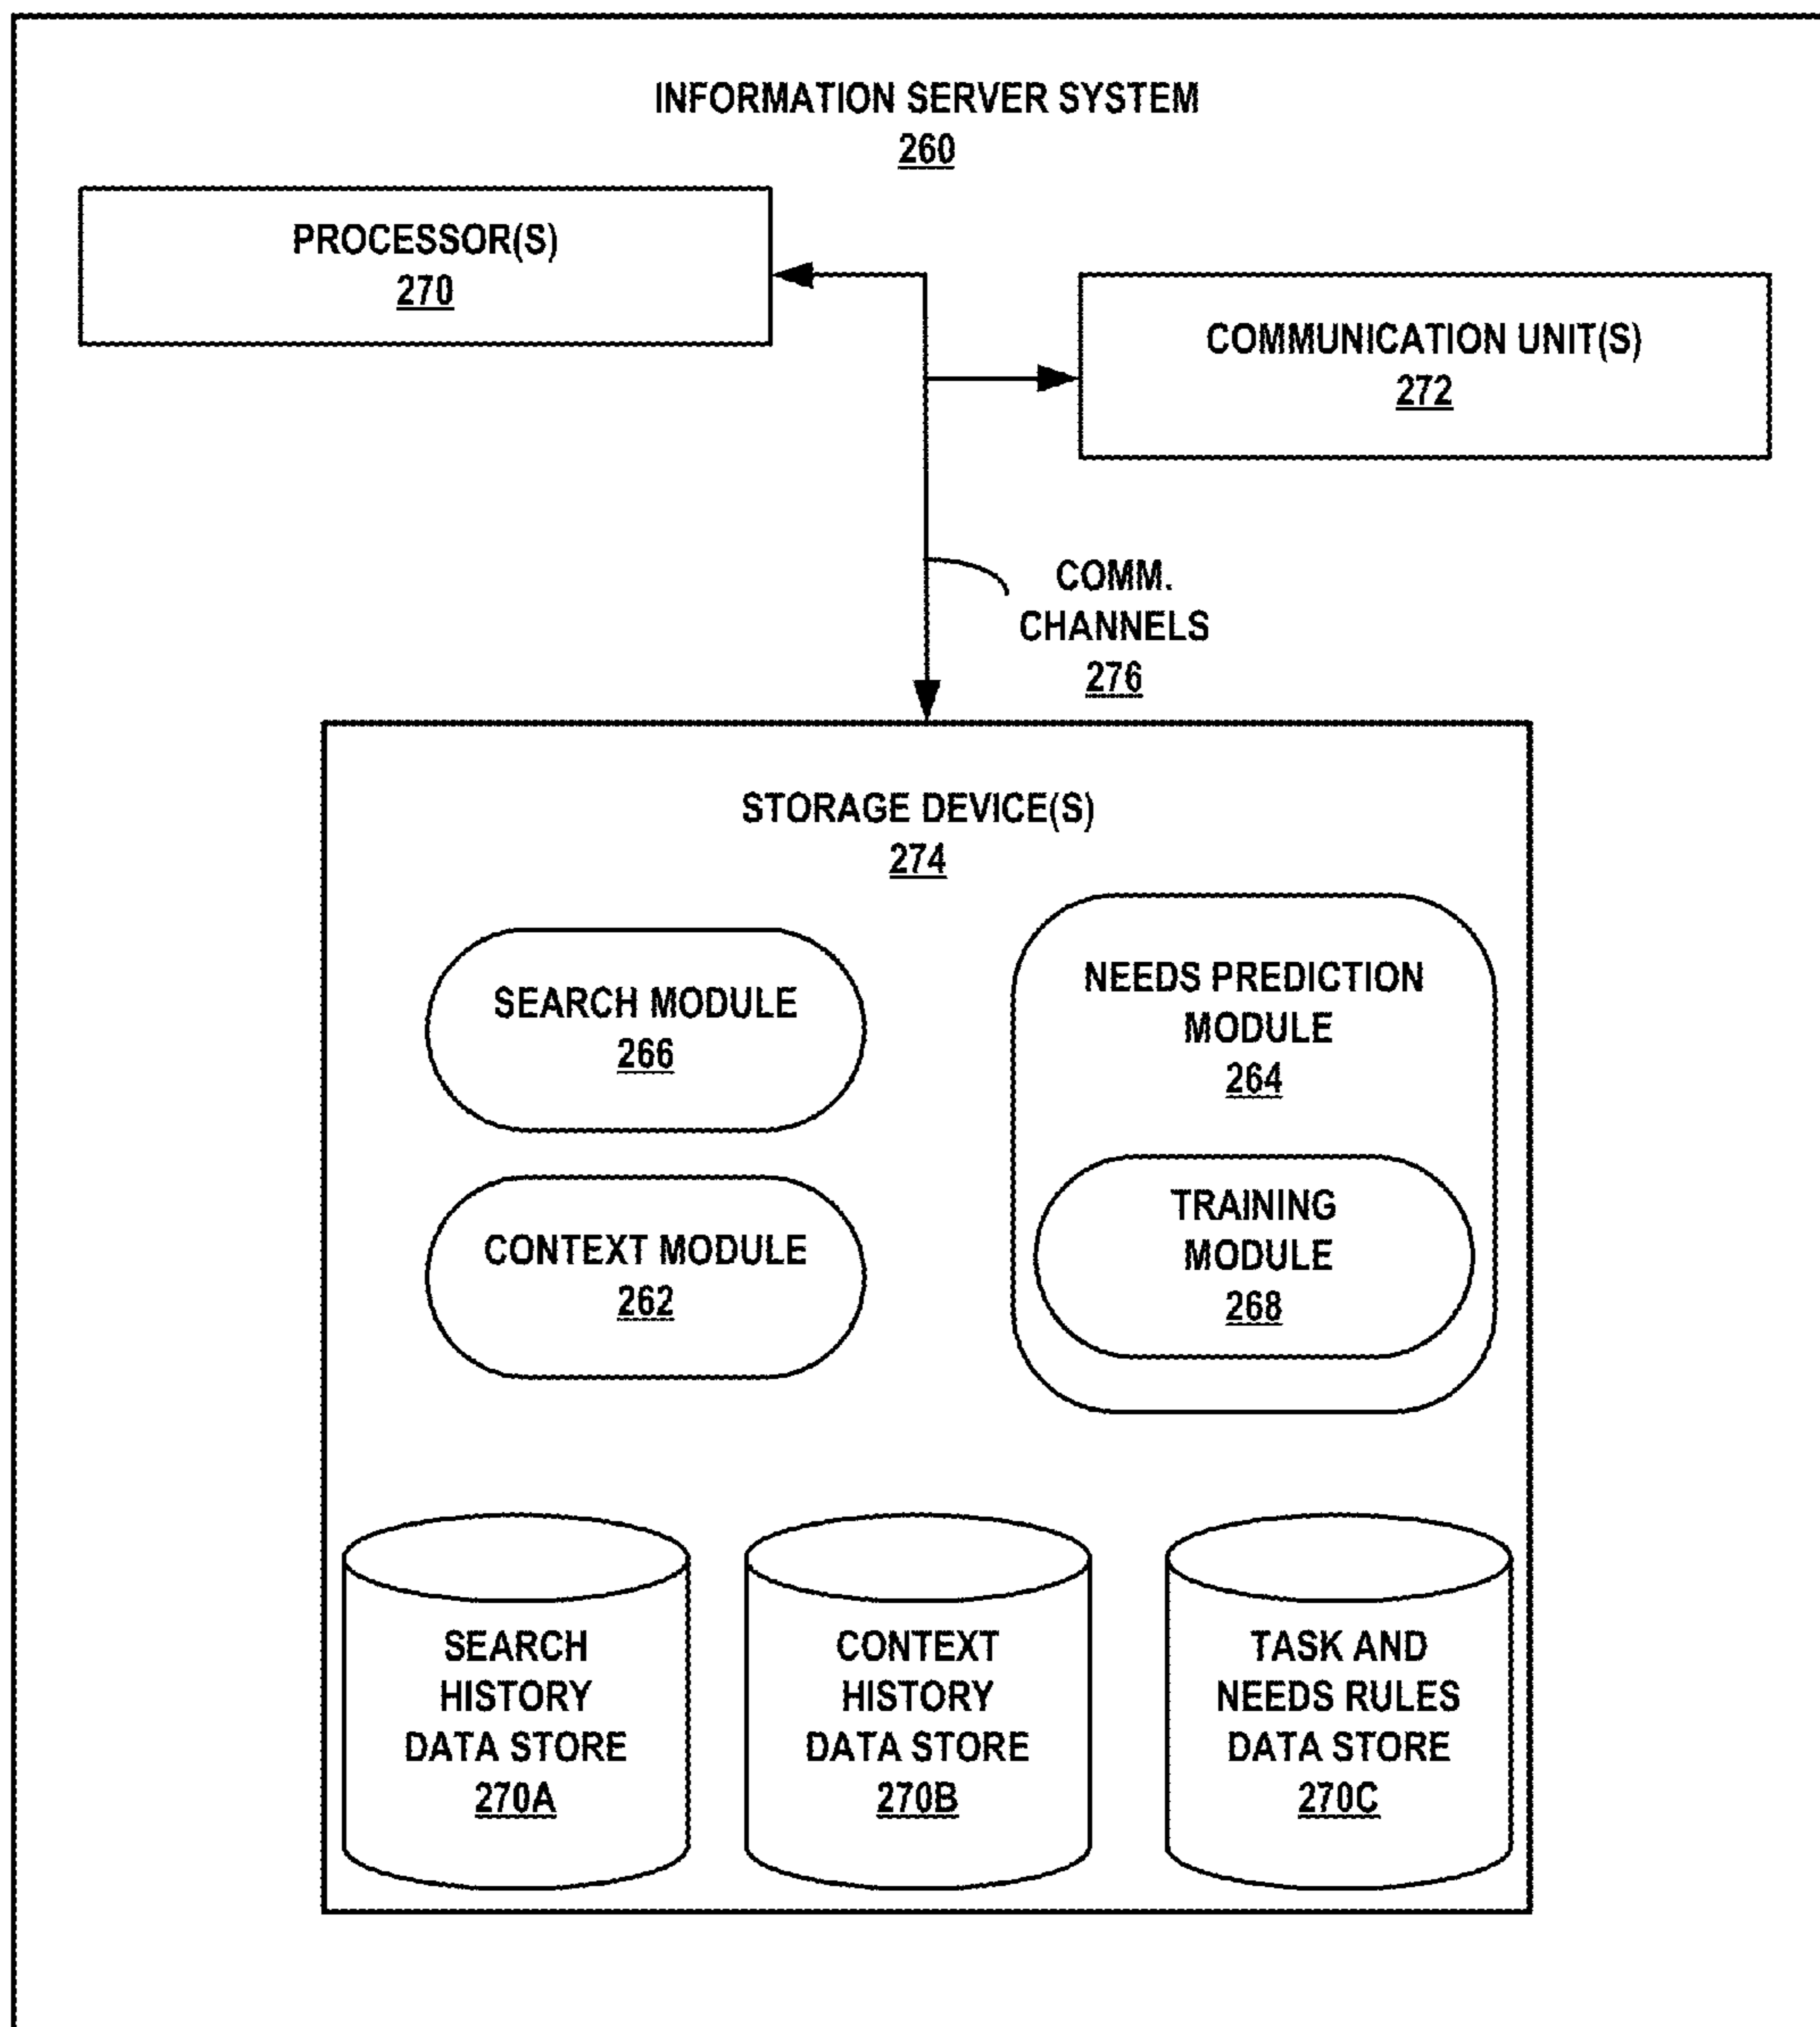 INFORMATION SERVER SYSTEM
260
PROCESSOR(S)
270
COMMUNICATION UNIT(S)
272
COMM.
CHANNELS
276
STORAGE DEVICE(S)
274
SEARCH MODULE
266
NEEDS PREDICTION
MODULE
264
CONTEXT MODULE
262
TRAINING
MODULE
268
SEARCH
HISTORY
DATA STORE
270A
CONTEXT
HISTORY
DATA STORE
270B
TASK AND
NEEDS RULES
DATA STORE
270C